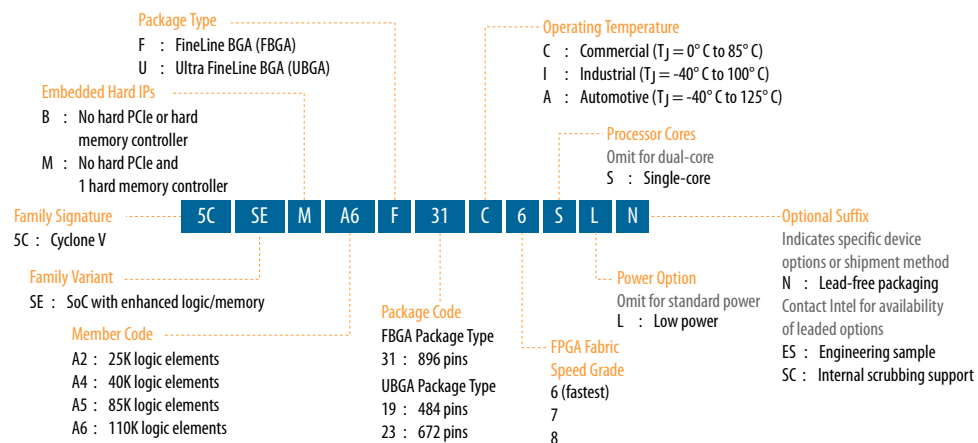 Package Type
F : FineLine BGA (FBGA)
U : Ultra FineLine BGA (UBGA)
Embedded Hard IPs
B : No hard PCIe or hard
memory controller
M : No hard PCIe and
1 hard memory controller
Operating Temperature
C : Commercial (TJ = 0° C to 85° C)
I : Industrial (TJ = -40° C to 100° C)
A : Automotive (TJ = -40° C to 125° C)
Processor Cores
Omit for dual-core
S : Single-core
5C SE M A6 F 31 C 6 S L N
Family Signature
5C : Cyclone V
Family Variant
SE : SoC with enhanced logic/memory
Member Code
A2 : 25K logic elements
A4 : 40K logic elements
A5 : 85K logic elements
A6 : 110K logic elements
Package Code
FBGA Package Type
31 : 896 pins
UBGA Package Type
19 : 484 pins
23 : 672 pins
FPGA Fabric
Speed Grade
6 (fastest)
7
8
Power Option
Omit for standard power
L : Low power
Optional Suffix
Indicates specific device
options or shipment method
N : Lead-free packaging
Contact Intel for availability
of leaded options
ES : Engineering sample
SC : Internal scrubbing support